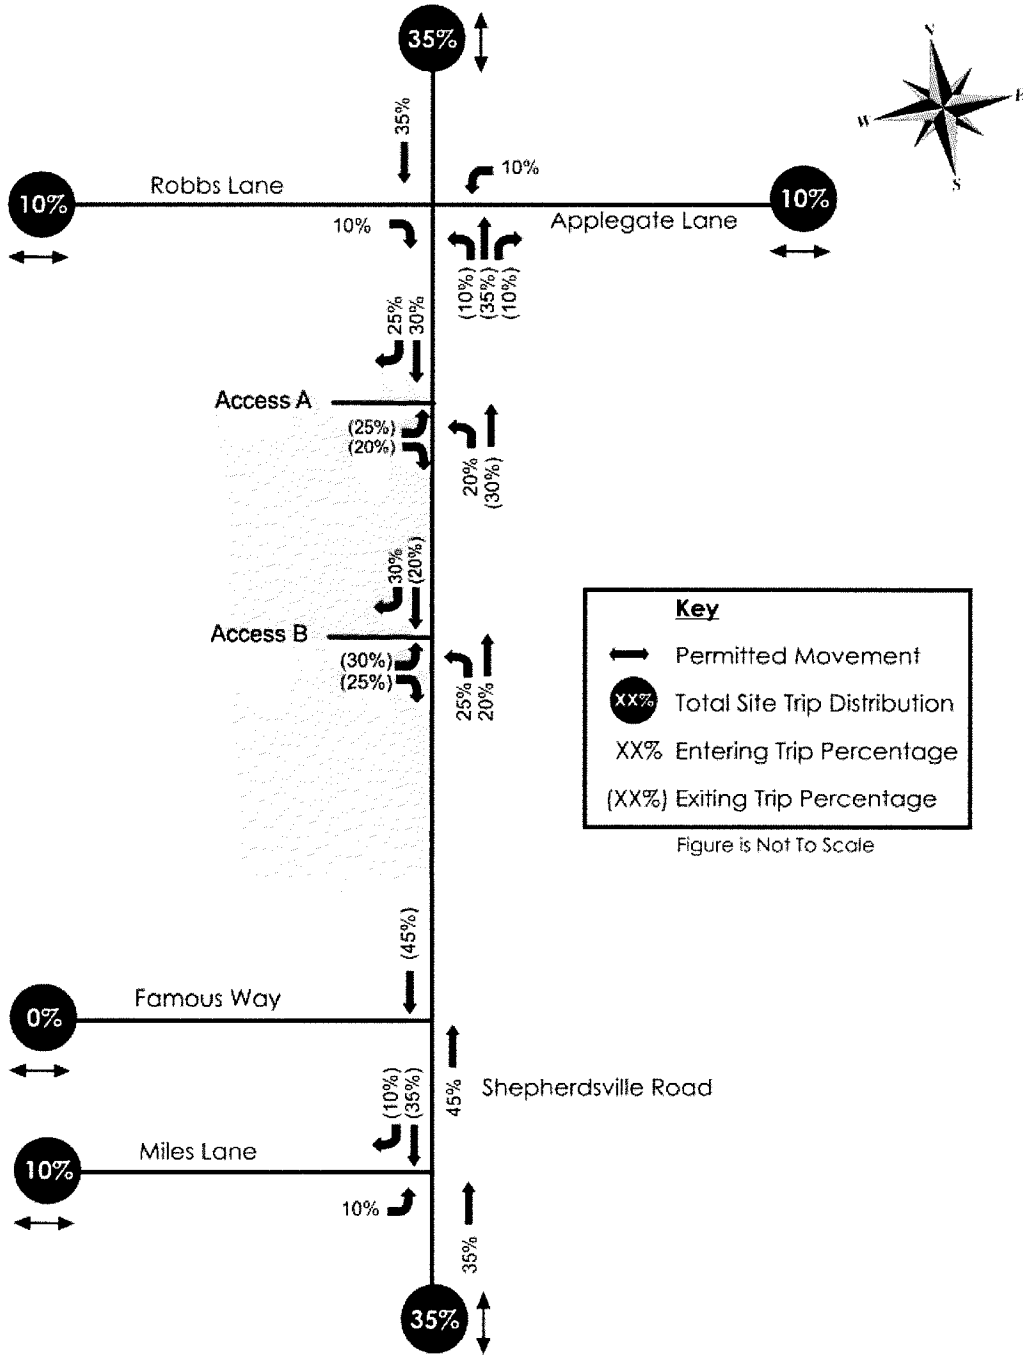 35%
N
W
E
S
35%
10%
Robbs Lane
10%
10%
10%
Applegate Lane
10%
(10%)
(35%)
(10%)
25%
30%
Access A
(25%)
(20%)
20%
(30%)
30%
(20%)
Access B
(30%)
(25%)
25%
20%
Key
Permitted Movement
XX% Total Site Trip Distribution
XX% Entering Trip Percentage
(XX%) Exiting Trip Percentage
Figure is Not To Scale
(45%)
Famous Way
0%
45%
Shepherdsville Road
(10%)
(35%)
Miles Lane
10%
10%
35%
35%